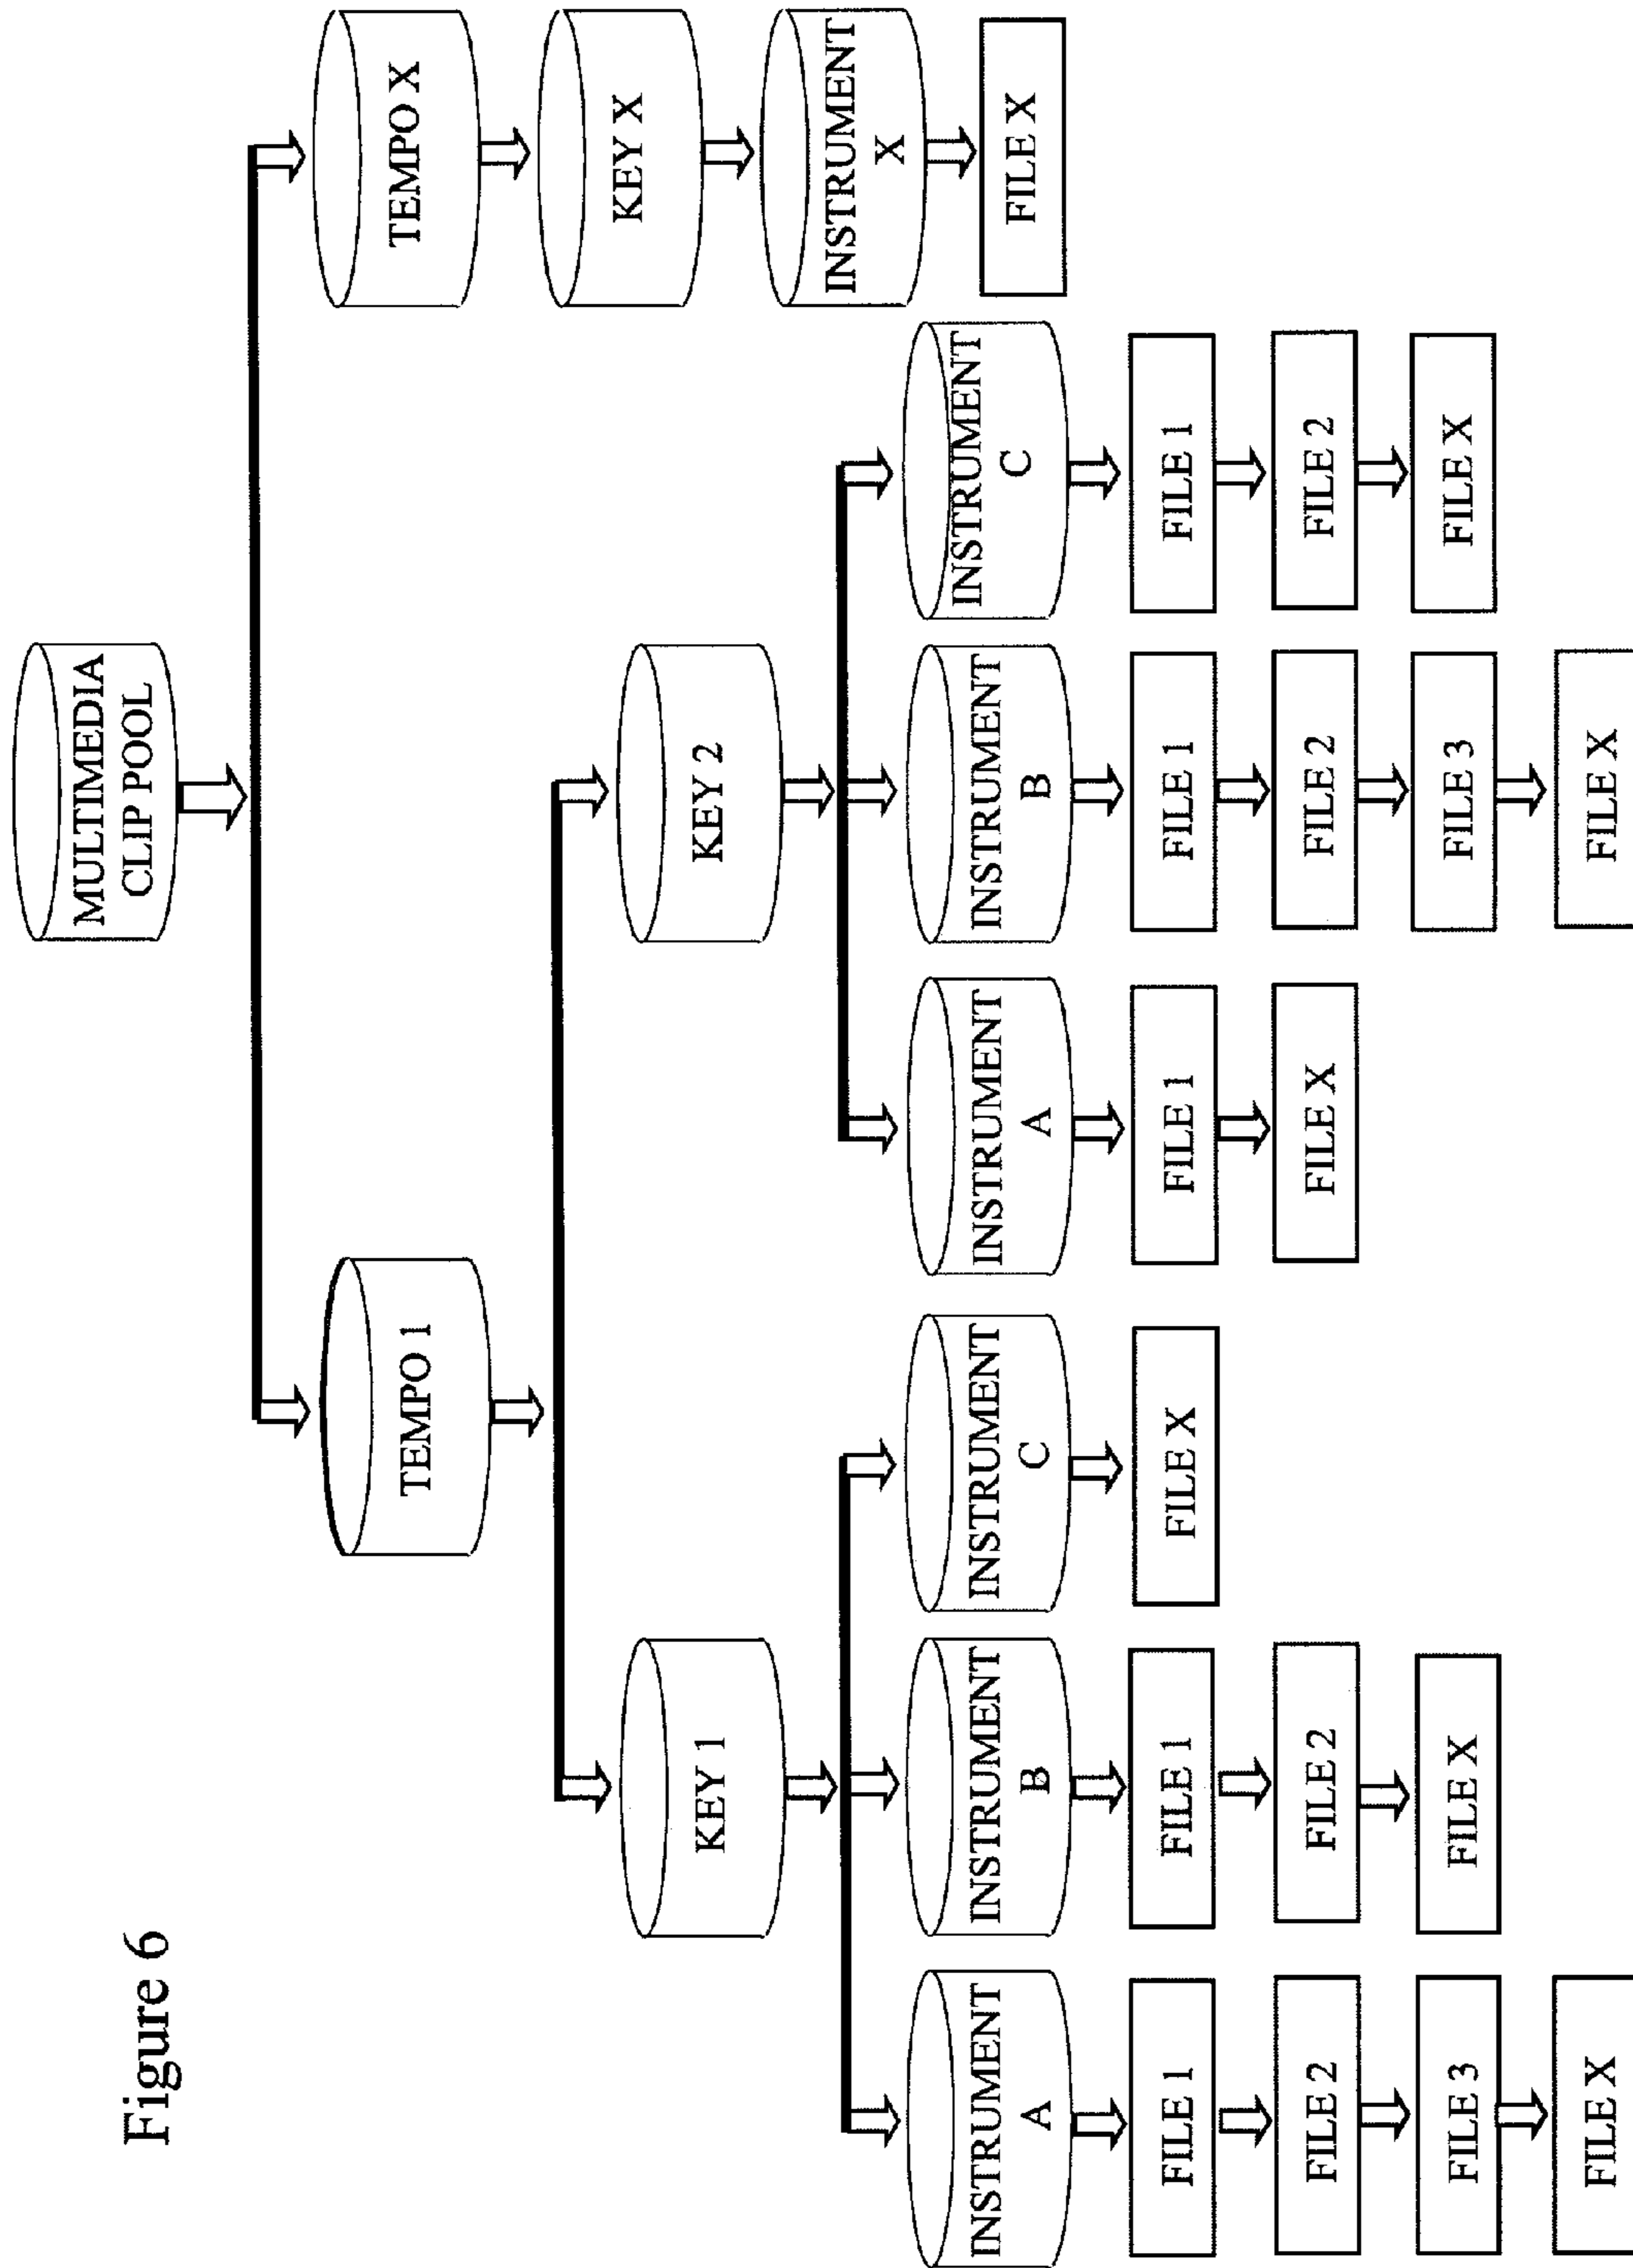 Figure 6
MULTIMEDIA
CLIP POOL
TEMPO 1
TEMPO X
KEY 1
KEY 2
KEY X
INSTRUMENT
A
INSTRUMENT
B
INSTRUMENT
C
INSTRUMENT
A
INSTRUMENT
B
INSTRUMENT
C
INSTRUMENT
X
FILE 1
FILE 2
FILE 3
FILE X
FILE 1
FILE 2
FILE X
FILE X
FILE 1
FILE X
FILE 1
FILE 2
FILE 3
FILE X
FILE 1
FILE 2
FILE X
FILE X